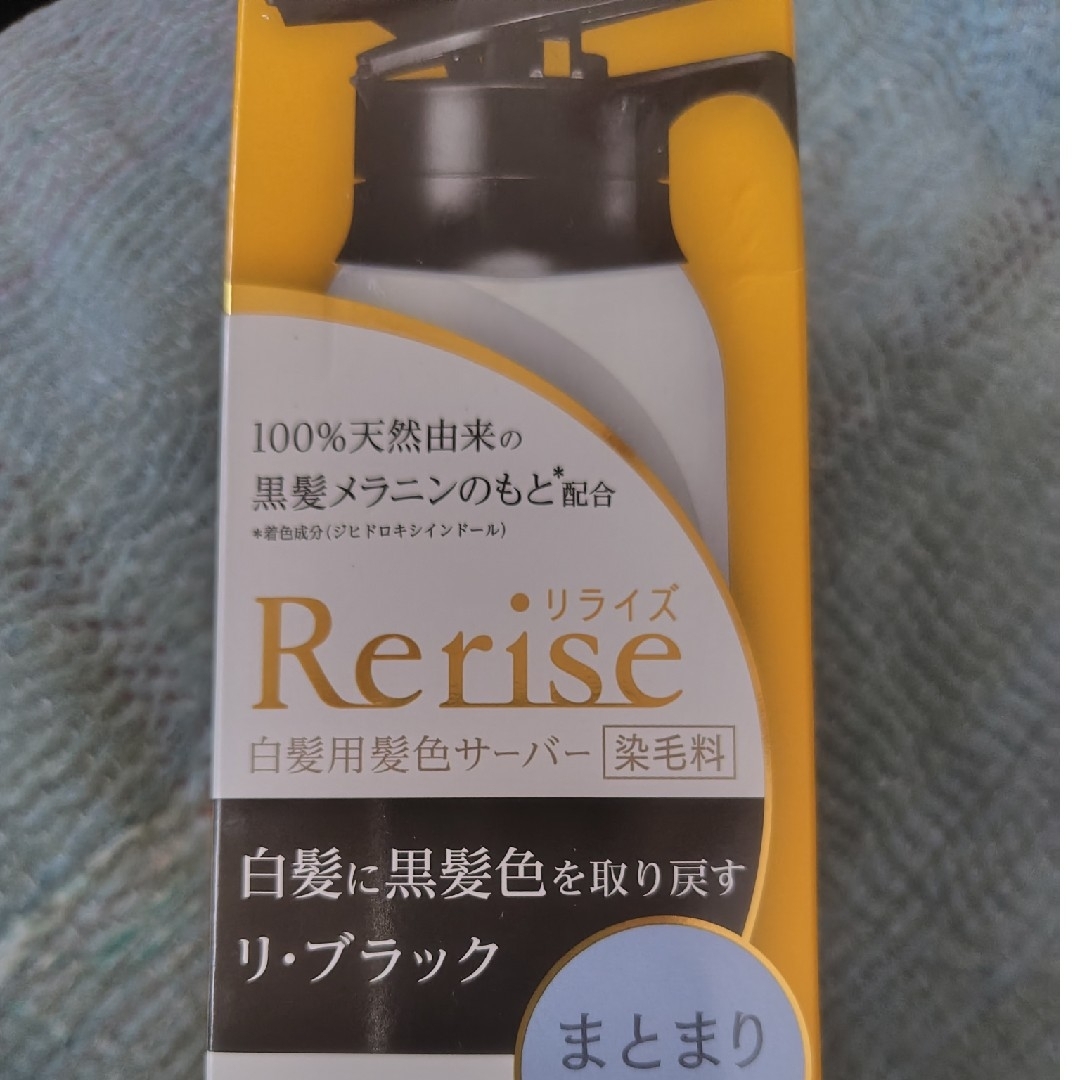 100%天然由来の
黒髪メラニンのもと*配合
*着色成分(ジヒドロキシインドール)
リライズ
Rerise
白髪用髪色サーバー 染毛料
白髪に黒髪色を取り戻す
リ・ブラック
まとまり